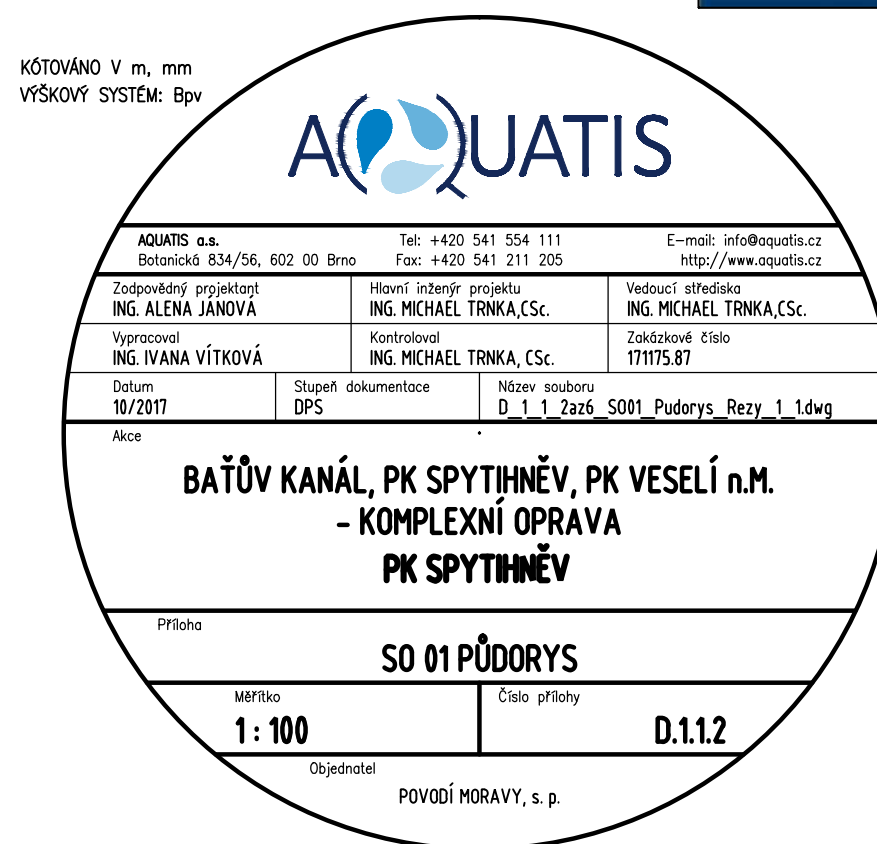 KÓTOVÁNO V m, mm
VÝŠKOVÝ SYSTÉM: Bpv
AQUATIS
AQUATIS a.s. Tel: +420 541 554 111 E-mail: info@aquatis.cz
Botanická 834/56, 602 00 Brno Fax: +420 541 211 205 http://www.aquatis.cz
Zodpovědný projektant Hlavní inženýr projektu Vedoucí střediska
ING. ALENA JANOVÁ ING. MICHAEL TRNKA,CSc. ING. MICHAEL TRNKA,CSc.
Vypracoval Kontroloval Zakázkové číslo
ING. IVANA VÍTKOVÁ ING. MICHAEL TRNKA, CSc. 171175.87
Datum Stupeň dokumentace Název souboru
10/2017 DPS D_1_1_2az6_SO01_Pudorys_Rezy_1_1.dwg
Akce
BAŤŮV KANÁL, PK SPYTIHNĚV, PK VESELÍ n.M.
- KOMPLEXNÍ OPRAVA
PK SPYTIHNĚV
Příloha
SO 01 PŮDORYS
Měřítko Číslo přílohy
1 : 100 D.1.1.2
Objednatel
POVODÍ MORAVY, s. p.